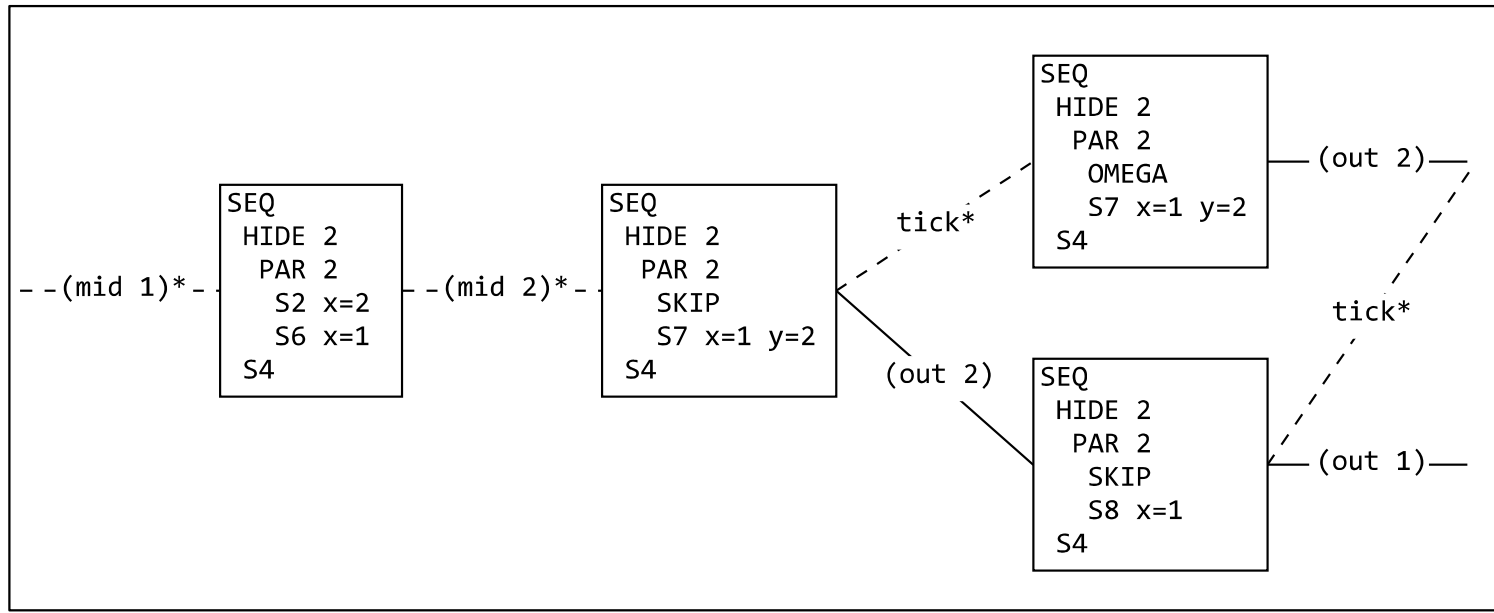 (mid 1)*
SEQ
HIDE 2
PAR 2
S2 x=2
S6 x=1
S4
(mid 2)*
SEQ
HIDE 2
PAR 2
SKIP
S7 x=1 y=2
S4
tick*
(out 2)
SEQ
HIDE 2
PAR 2
OMEGA
S7 x=1 y=2
S4
(out 2)
tick*
SEQ
HIDE 2
PAR 2
SKIP
S8 x=1
S4
(out 1)